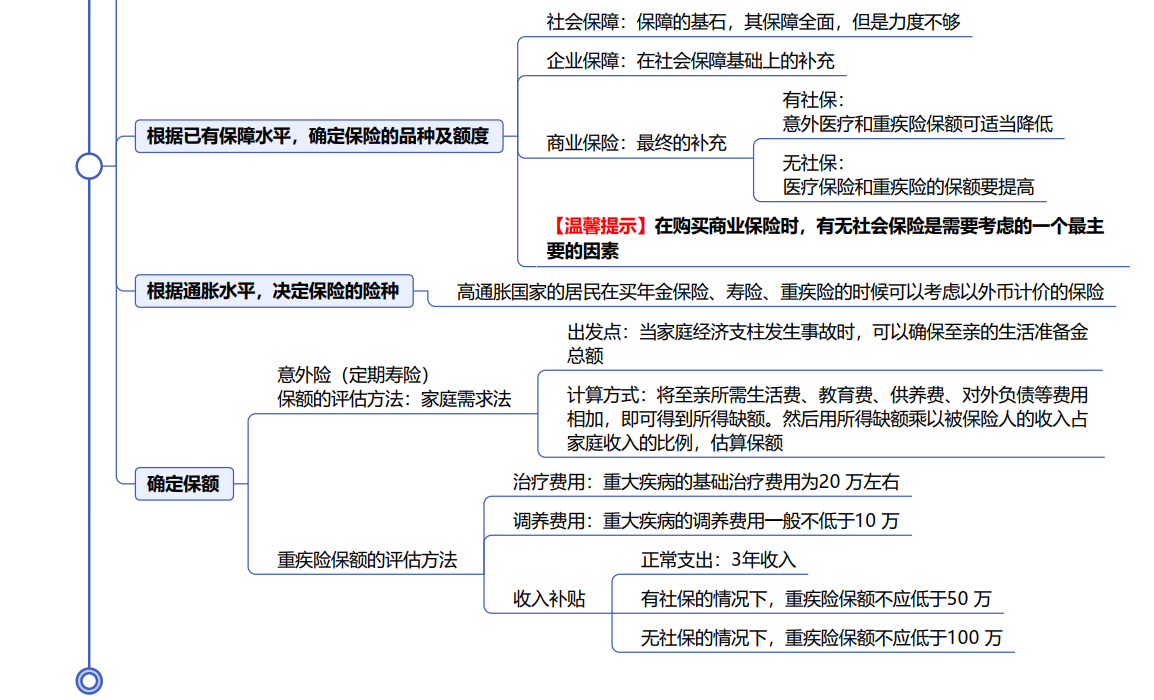 社会保障：保障的基石，其保障全面，但是力度不够
企业保障：在社会保障基础上的补充
根据已有保障水平，确定保险的品种及额度
商业保险：最终的补充
有社保：
意外医疗和重疾险保额可适当降低
无社保：
医疗保险和重疾险的保额要提高
【温馨提示】在购买商业保险时，有无社会保险是需要考虑的一个最主
要的因素
根据通胀水平，决定保险的险种
高通胀国家的居民在买年金保险、寿险、重疾险的时候可以考虑以外币计价的保险
确定保额
意外险（定期寿险）
保额的评估方法：家庭需求法
出发点：当家庭经济支柱发生事故时，可以确保至亲的生活准备金
总额
计算方式：将至亲所需生活费、教育费、供养费、对外负债等费用
相加，即可得到所得缺额。然后用所得缺额乘以被保险人的收入占
家庭收入的比例，估算保额
重疾险保额的评估方法
治疗费用：重大疾病的基础治疗费用为20 万左右
调养费用：重大疾病的调养费用一般不低于10 万
收入补贴
正常支出：3年收入
有社保的情况下，重疾险保额不应低于50 万
无社保的情况下，重疾险保额不应低于100 万